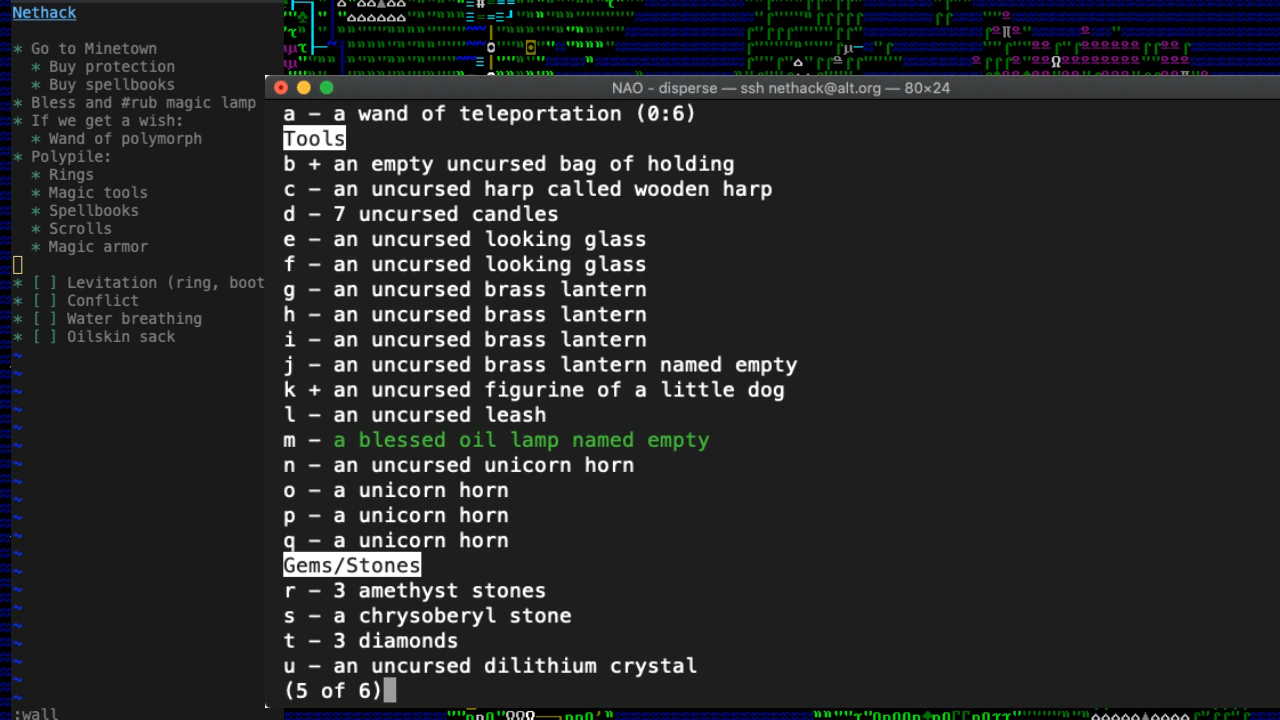 Nethack
* Go to Minetown
* Buy protection
* Buy spellbooks
* Bless and #rub magic lamp
* If we get a wish:
* Wand of polymorph
* Polypile:
* Rings
* Magic tools
* Spellbooks
* Scrolls
* Magic armor
* [ ] Levitation (ring, boot
* [ ] Conflict
* [ ] Water breathing
* [ ] Oilskin sack
:wall
NAO - disperse — ssh nethack@alt.org — 80×24
a - a wand of teleportation (0:6)
Tools
b + an empty uncursed bag of holding
c - an uncursed harp called wooden harp
d - 7 uncursed candles
e - an uncursed looking glass
f - an uncursed looking glass
g - an uncursed brass lantern
h - an uncursed brass lantern
i - an uncursed brass lantern
j - an uncursed brass lantern named empty
k + an uncursed figurine of a little dog
l - an uncursed leash
m - a blessed oil lamp named empty
n - an uncursed unicorn horn
o - a unicorn horn
p - a unicorn horn
q - a unicorn horn
Gems/Stones
r - 3 amethyst stones
s - a chrysoberyl stone
t - 3 diamonds
u - an uncursed dilithium crystal
(5 of 6)